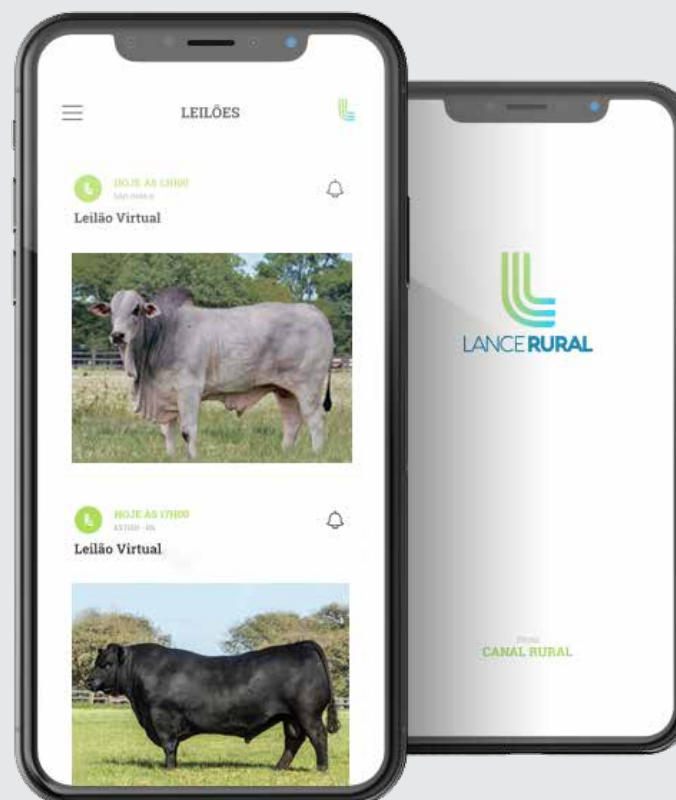 LEILÕES
HOJE ÀS 13H00
Leilão Virtual
HOJE ÀS 17H00
Leilão Virtual
LANCE RURAL
CANAL RURAL